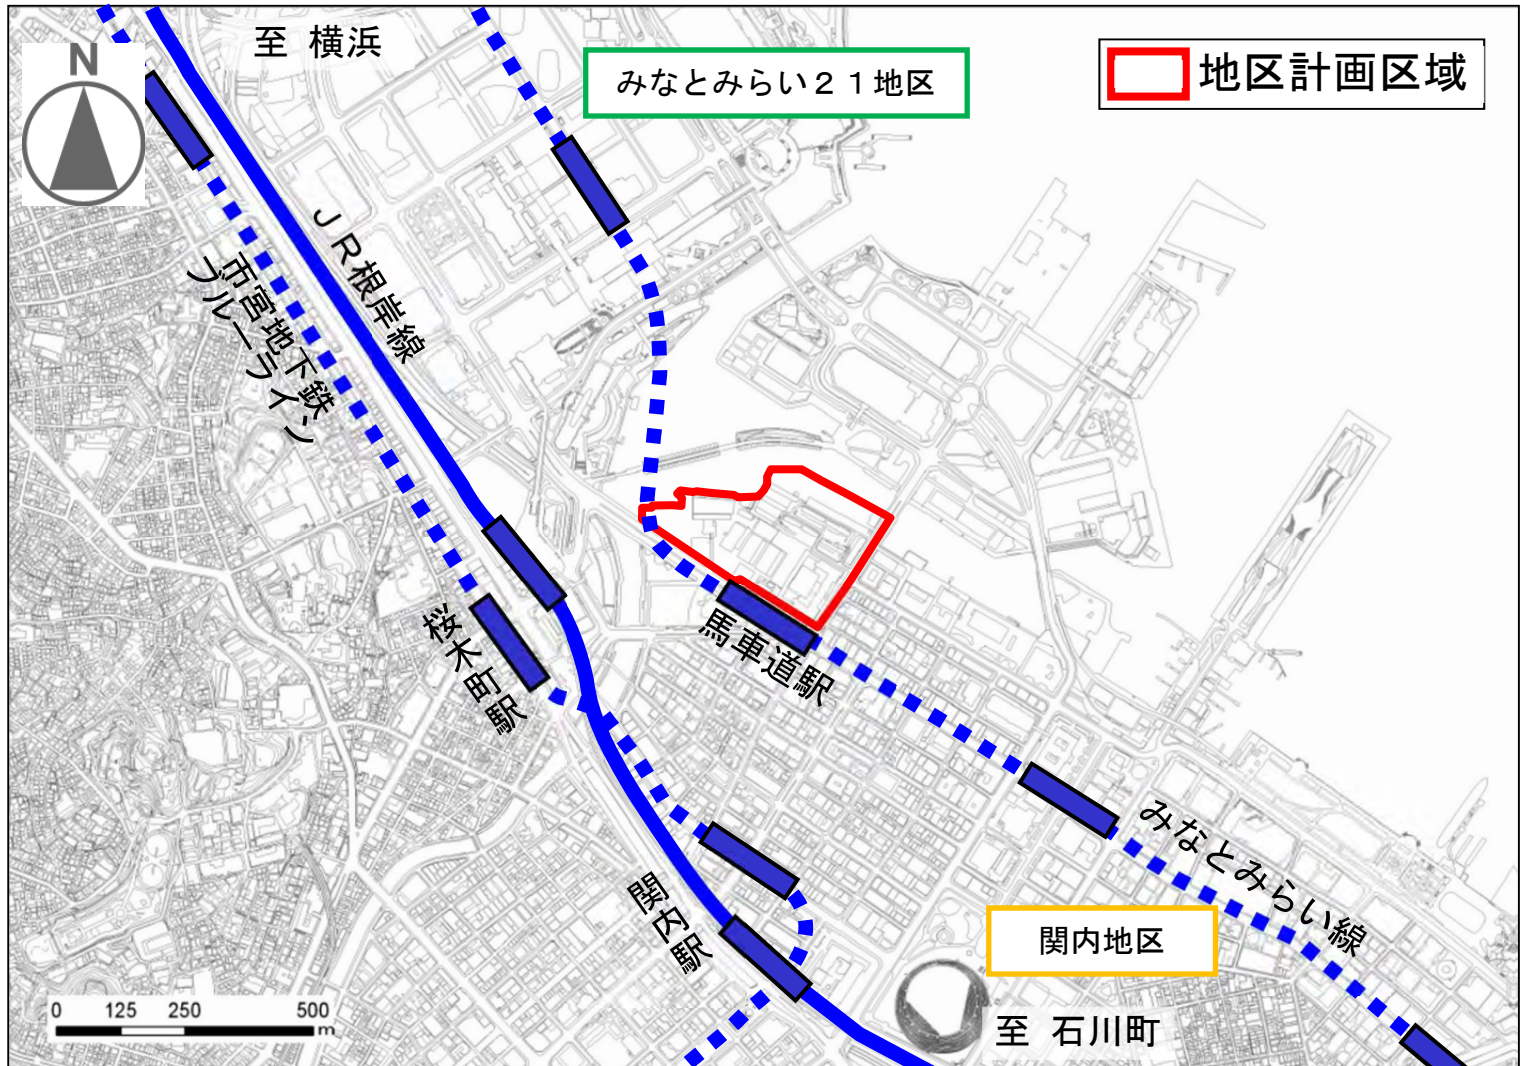 至 横浜
みなとみらい２１地区
地区計画区域
N
ＪＲ根岸線
市営地下鉄
ブルーライン
桜木町駅
馬車道駅
みなとみらい線
関内駅
関内地区
至 石川町
0 125 250 500
m